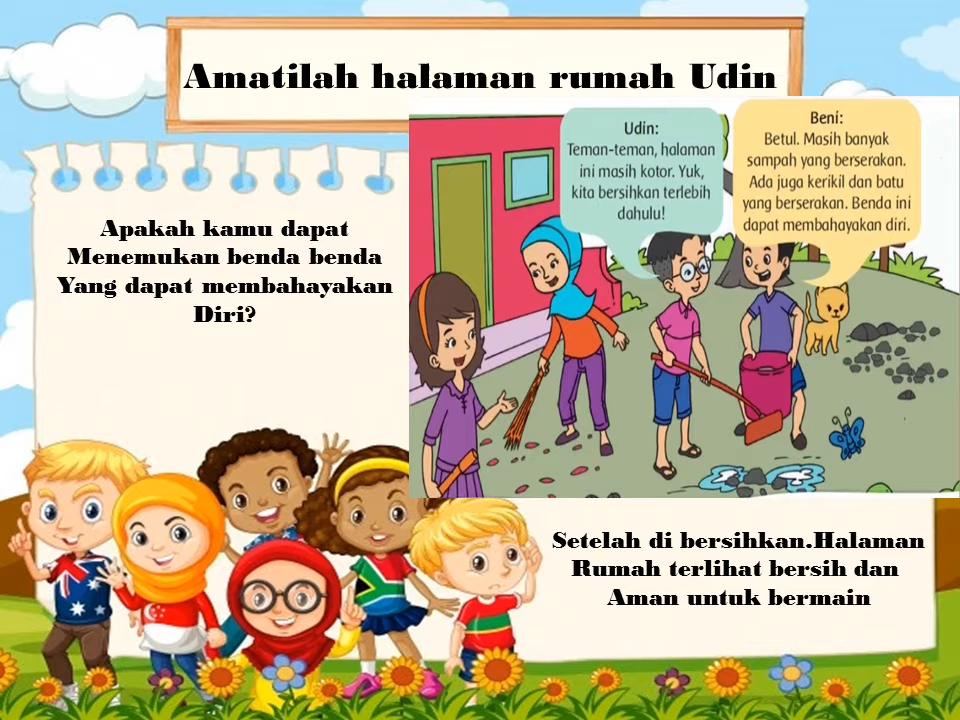 Amatilah halaman rumah Udin
Udin:
Teman-teman, halaman
ini masih kotor. Yuk,
kita bersihkan terlebih
dahulu!
Beni:
Betul. Masih banyak
sampah yang berserakan.
Ada juga kerikil dan batu
yang berserakan. Benda ini
dapat membahayakan diri.
Apakah kamu dapat
Menemukan benda benda
Yang dapat membahayakan
Diri?
Setelah di bersihkan.Halaman
Rumah terlihat bersih dan
Aman untuk bermain